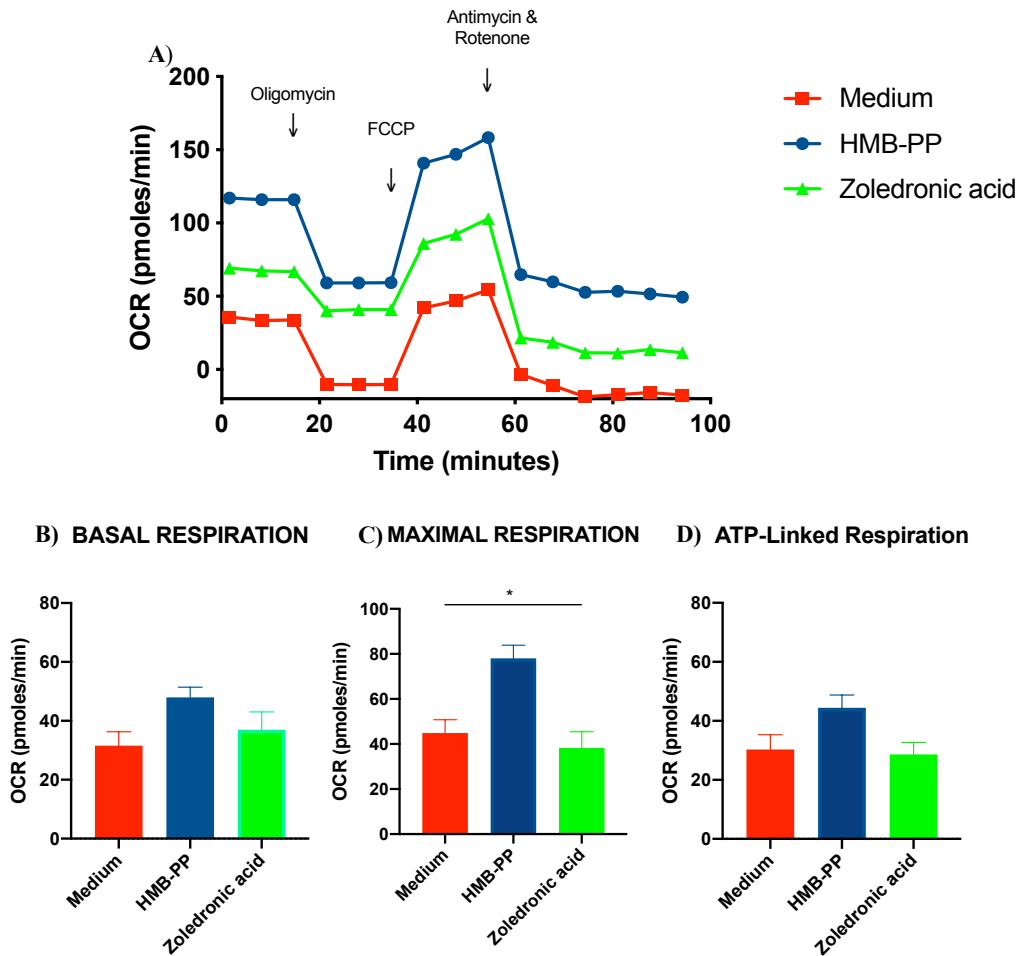 Antimycin &
Rotenone
A)
Oligomycin
FCCP
200
150
100
50
0
OCR (pmoles/min)
0 20 40 60 80 100
Time (minutes)
Medium
HMB-PP
Zoledronic acid
B) BASAL RESPIRATION
80
60
40
20
0
OCR (pmoles/min)
Medium
HMB-PP
Zoledronic acid
C) MAXIMAL RESPIRATION
*
100
80
60
40
20
0
OCR (pmoles/min)
Medium
HMB-PP
Zoledronic acid
D) ATP-Linked Respiration
80
60
40
20
0
OCR (pmoles/min)
Medium
HMB-PP
Zoledronic acid